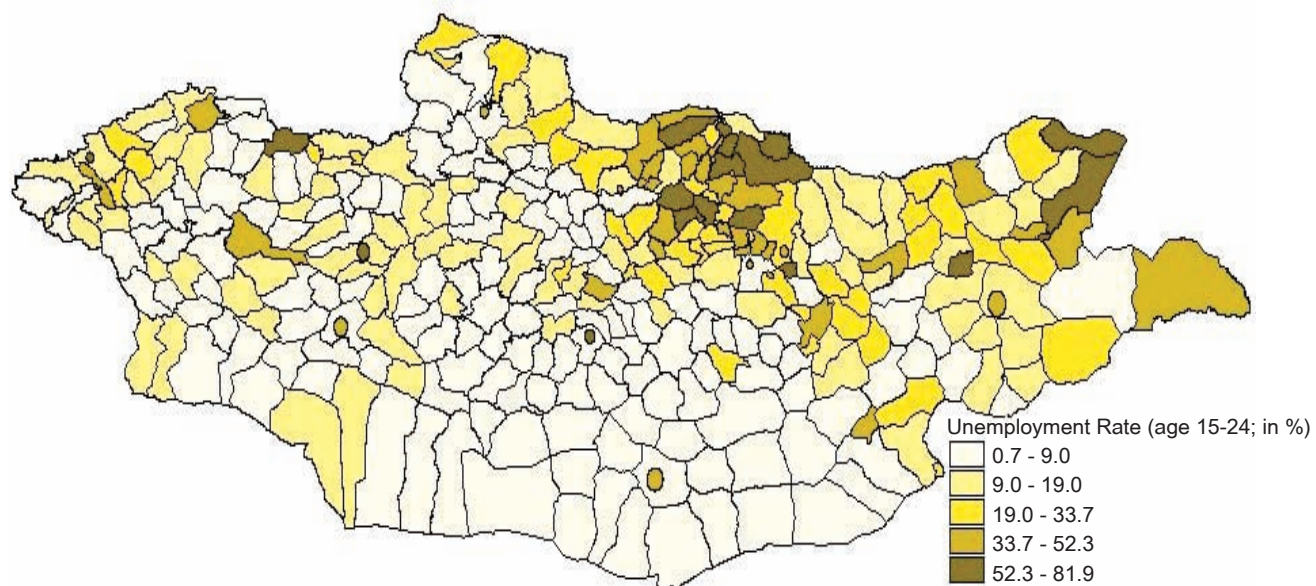 Unemployment Rate (age 15-24; in %)
0.7 - 9.0
9.0 - 19.0
19.0 - 33.7
33.7 - 52.3
52.3 - 81.9